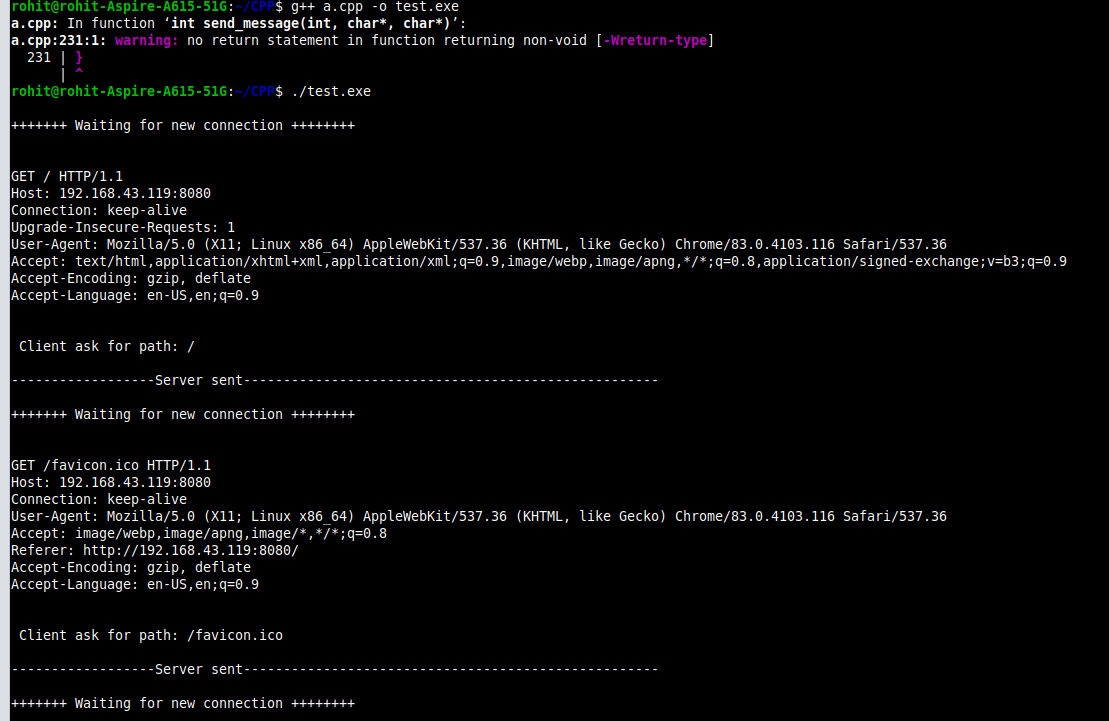 rohit@rohit-Aspire-A615-51G:~/CPP$ g++ a.cpp -o test.exe
a.cpp: In function ‘int send_message(int, char*, char*)’:
a.cpp:231:1: warning: no return statement in function returning non-void [-Wreturn-type]
  231 | }
      | ^
rohit@rohit-Aspire-A615-51G:~/CPP$ ./test.exe
+++++++ Waiting for new connection ++++++++
GET / HTTP/1.1
Host: 192.168.43.119:8080
Connection: keep-alive
Upgrade-Insecure-Requests: 1
User-Agent: Mozilla/5.0 (X11; Linux x86_64) AppleWebKit/537.36 (KHTML, like Gecko) Chrome/83.0.4103.116 Safari/537.36
Accept: text/html,application/xhtml+xml,application/xml;q=0.9,image/webp,image/apng,*/*;q=0.8,application/signed-exchange;v=b3;q=0.9
Accept-Encoding: gzip, deflate
Accept-Language: en-US,en;q=0.9
 Client ask for path: /
------------------Server sent----------------------------------------------------
+++++++ Waiting for new connection ++++++++
GET /favicon.ico HTTP/1.1
Host: 192.168.43.119:8080
Connection: keep-alive
User-Agent: Mozilla/5.0 (X11; Linux x86_64) AppleWebKit/537.36 (KHTML, like Gecko) Chrome/83.0.4103.116 Safari/537.36
Accept: image/webp,image/apng,image/*,*/*;q=0.8
Referer: http://192.168.43.119:8080/
Accept-Encoding: gzip, deflate
Accept-Language: en-US,en;q=0.9
 Client ask for path: /favicon.ico
------------------Server sent----------------------------------------------------
+++++++ Waiting for new connection ++++++++